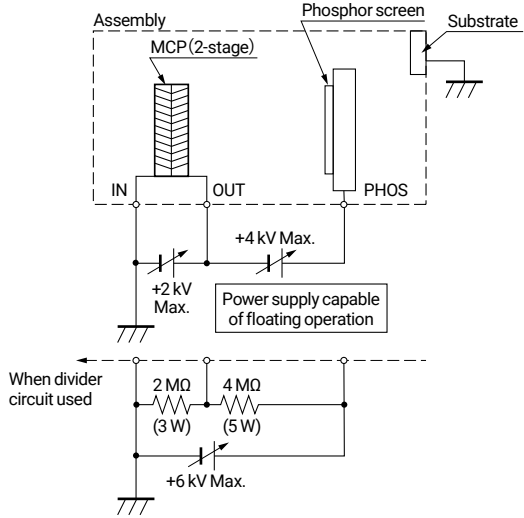 Assembly
Phosphor screen
Substrate
MCP (2-stage)
IN
OUT
PHOS
+4 kV Max.
+2 kV
Max.
Power supply capable
of floating operation
When divider
circuit used
2 MΩ
(3 W)
4 MΩ
(5 W)
+6 kV Max.